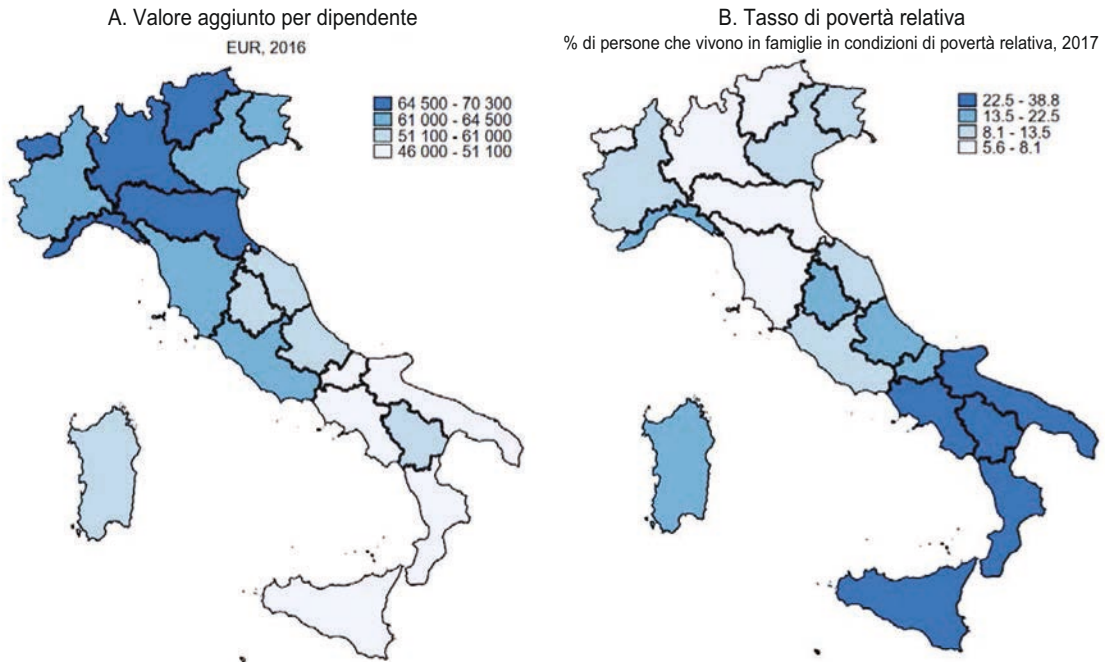 A. Valore aggiunto per dipendente
EUR, 2016
64 500 - 70 300
61 000 - 64 500
51 100 - 61 000
46 000 - 51 100
B. Tasso di povertà relativa
% di persone che vivono in famiglie in condizioni di povertà relativa, 2017
22.5 - 38.8
13.5 - 22.5
8.1 - 13.5
5.6 - 8.1